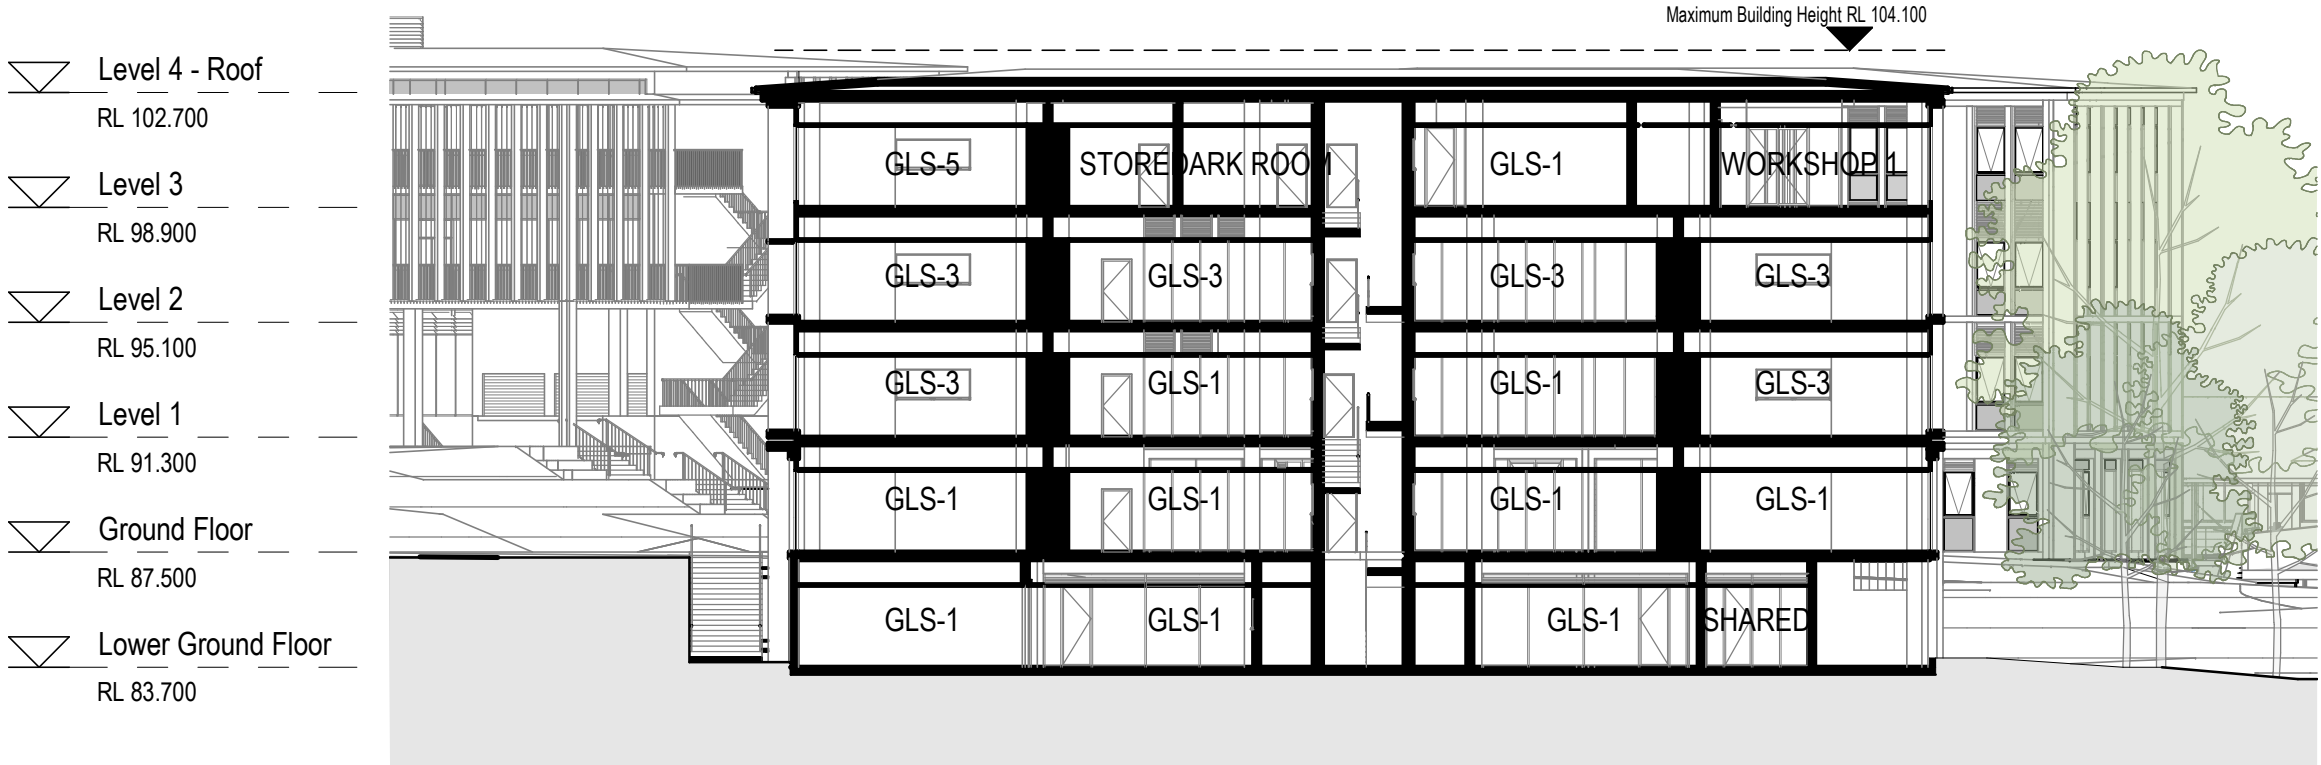 Maximum Building Height RL 104.100
Level 4 - Roof
RL 102.700
Level 3
RL 98.900
Level 2
RL 95.100
Level 1
RL 91.300
Ground Floor
RL 87.500
Lower Ground Floor
RL 83.700
GLS-5 STORE DARK ROOM GLS-1 WORKSHOP 1
GLS-3 GLS-3 GLS-3 GLS-3
GLS-3 GLS-1 GLS-1 GLS-3
GLS-1 GLS-1 GLS-1 GLS-1
GLS-1 GLS-1 GLS-1 SHARED